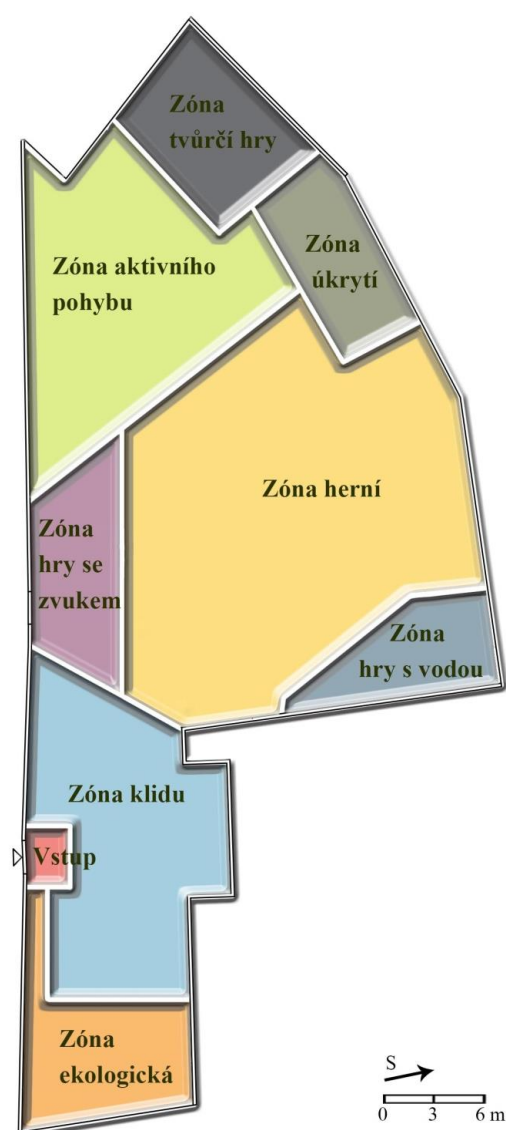 Zóna
tvůrčí hry
Zóna
úkrytí
Zóna aktivního
pohybu
Zóna herní
Zóna
hry se
zvukem
Zóna
hry s vodou
Zóna klidu
Vstup
Zóna
ekologická
S
0 3 6 m